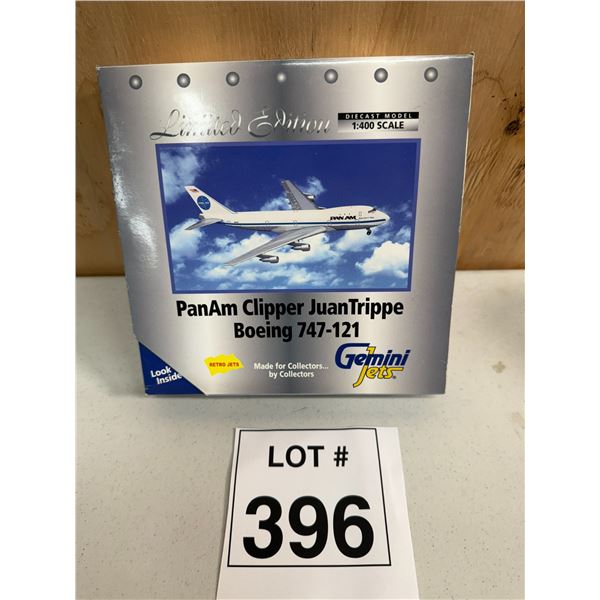 Limited Edition
DIECAST MODEL
1:400 SCALE
PAN AM
PanAm Clipper JuanTrippe
Boeing 747-121
Look
Inside
RETRO JETS
Made for Collectors...
by Collectors
Gemini
Jets®
LOT #
396